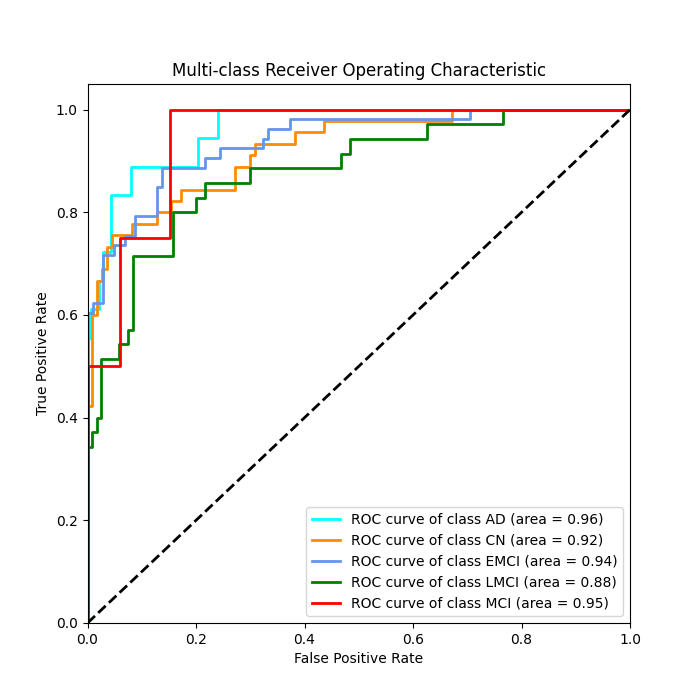 Multi-class Receiver Operating Characteristic
1.0
0.8
0.6
0.4
0.2
0.0
True Positive Rate
ROC curve of class AD (area = 0.96)
ROC curve of class CN (area = 0.92)
ROC curve of class EMCI (area = 0.94)
ROC curve of class LMCI (area = 0.88)
ROC curve of class MCI (area = 0.95)
0.0 0.2 0.4 0.6 0.8 1.0
False Positive Rate